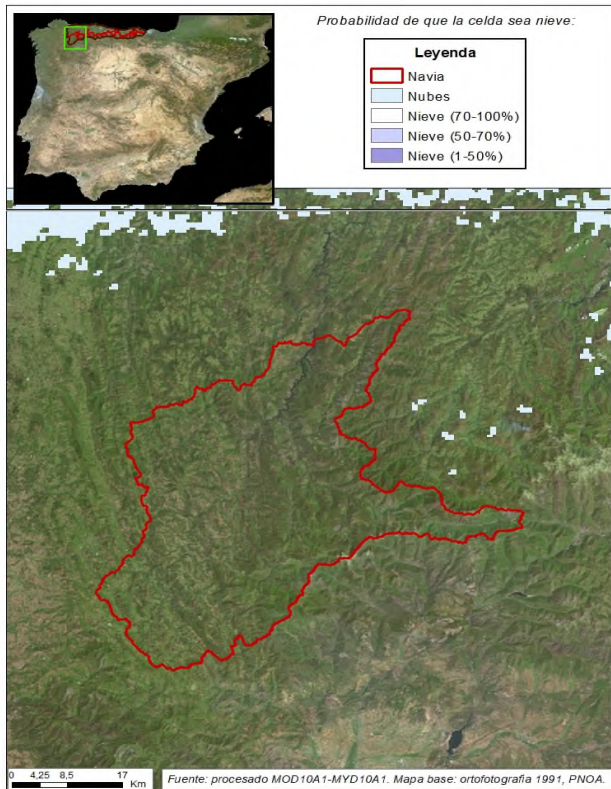 Probabilidad de que la celda sea nieve:
Leyenda
Navia
Nubes
Nieve (70-100%)
Nieve (50-70%)
Nieve (1-50%)
0 4,25 8,5 17
Km
Fuente: procesado MOD10A1-MYD10A1. Mapa base: ortofotografia 1991, PNOA.